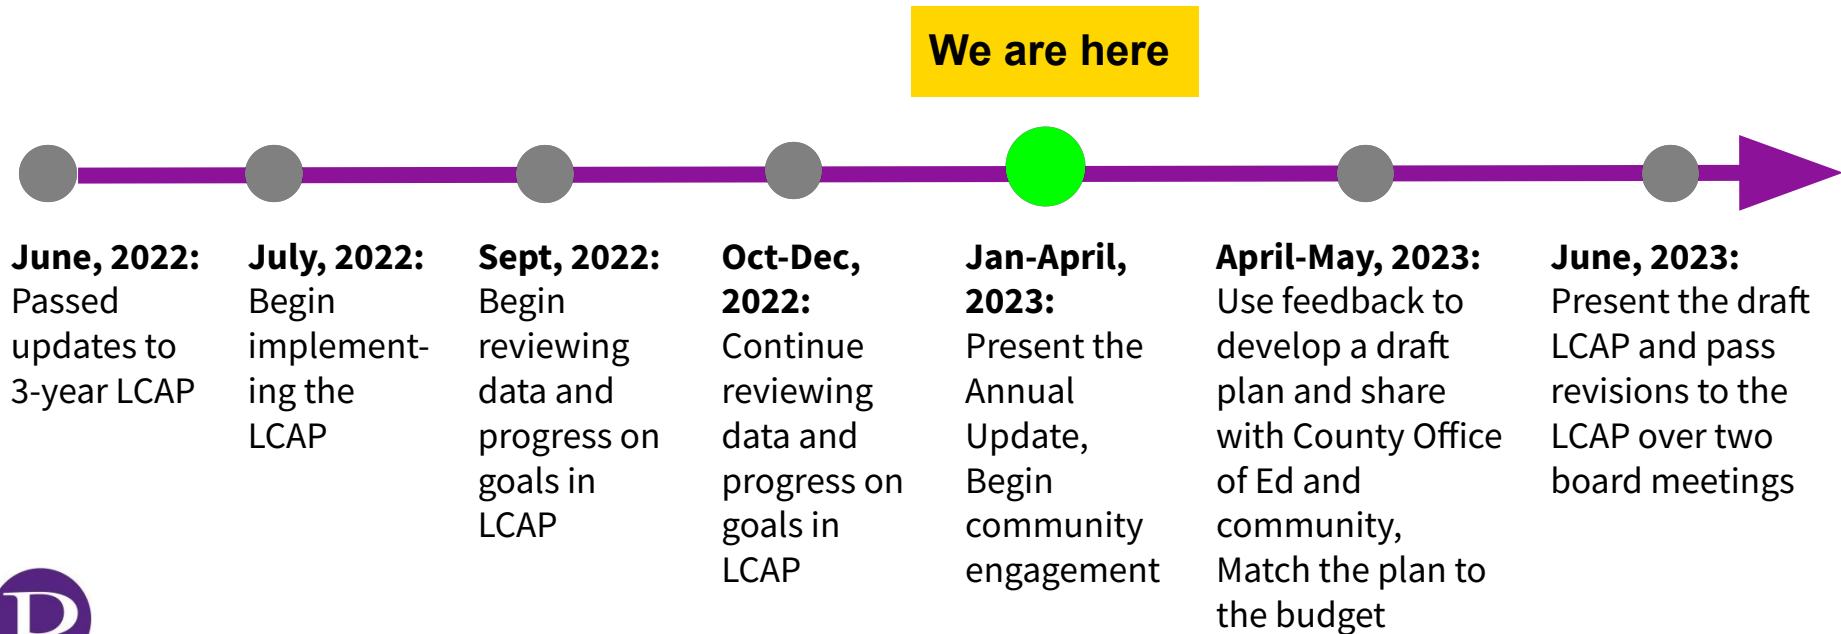 We are here
June, 2022:
Passed
updates to
3-year LCAP
July, 2022:
Begin
implement-
ing the
LCAP
Sept, 2022:
Begin
reviewing
data and
progress on
goals in
LCAP
Oct-Dec,
2022:
Continue
reviewing
data and
progress on
goals in
LCAP
Jan-April,
2023:
Present the
Annual
Update,
Begin
community
engagement
April-May, 2023:
Use feedback to
develop a draft
plan and share
with County Office
of Ed and
community,
Match the plan to
the budget
June, 2023:
Present the draft
LCAP and pass
revisions to the
LCAP over two
board meetings